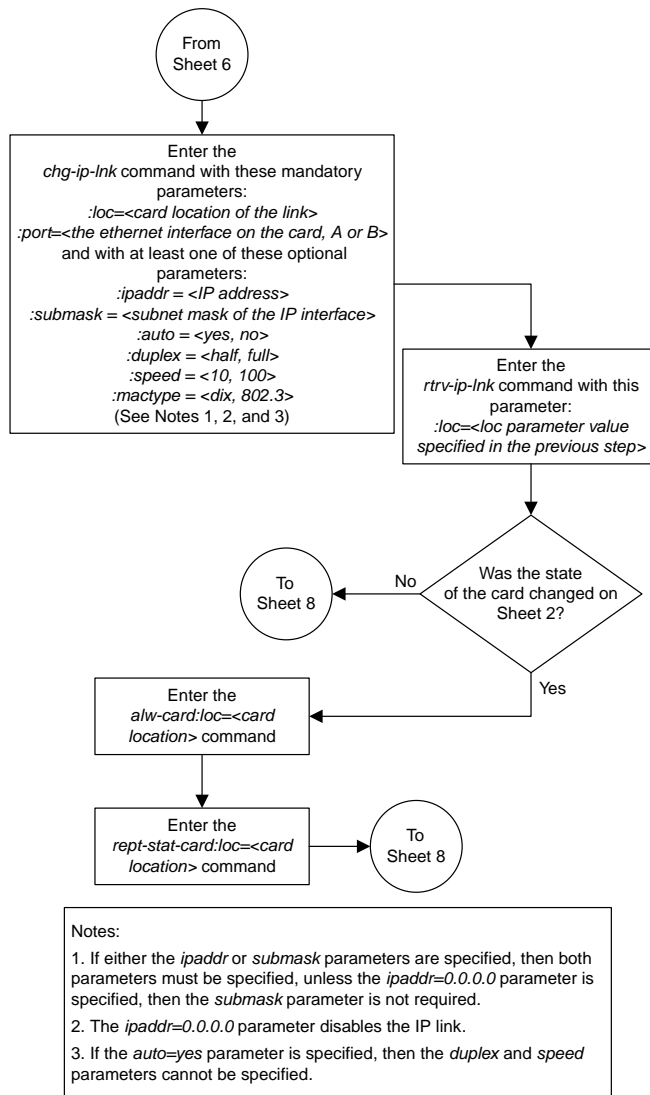 From
Sheet 6
Enter the
chg-ip-lnk command with these mandatory
parameters:
:loc=<card location of the link>
:port=<the ethernet interface on the card, A or B>
and with at least one of these optional
parameters:
:ipaddr = <IP address>
:submask = <subnet mask of the IP interface>
:auto = <yes, no>
:duplex = <half, full>
:speed = <10, 100>
:mactype = <dix, 802.3>
(See Notes 1, 2, and 3)
Enter the
rtrv-ip-lnk command with this
parameter:
:loc=<loc parameter value
specified in the previous step>
Was the state
of the card changed on
Sheet 2?
No
To
Sheet 8
Yes
Enter the
alw-card:loc=<card
location> command
Enter the
rept-stat-card:loc=<card
location> command
To
Sheet 8
Notes:
1. If either the ipaddr or submask parameters are specified, then both
parameters must be specified, unless the ipaddr=0.0.0.0 parameter is
specified, then the submask parameter is not required.
2. The ipaddr=0.0.0.0 parameter disables the IP link.
3. If the auto=yes parameter is specified, then the duplex and speed
parameters cannot be specified.